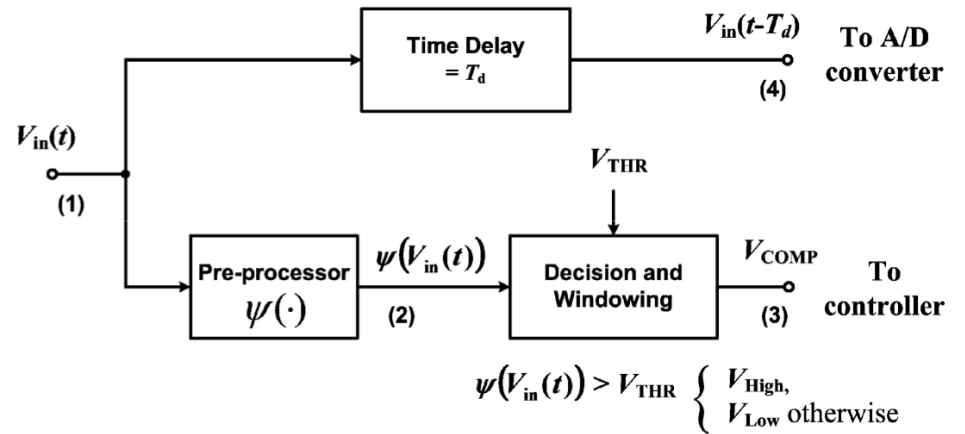 Time Delay
= Td
Vin(t-Td)
(4)
To A/D
converter
Vin(t)
(1)
VTHR
Pre-processor
ψ(·)
ψ(Vin(t))
(2)
Decision and
Windowing
VCOMP
(3)
To
controller
ψ(Vin(t)) > VTHR { VHigh,
VLow otherwise